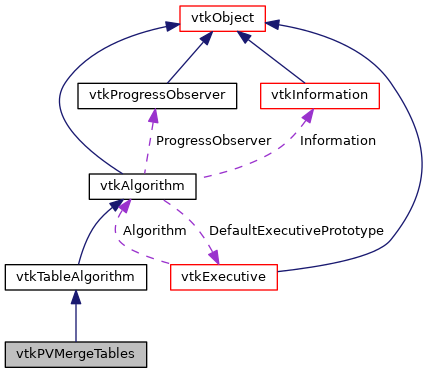 vtkObject
vtkProgressObserver
vtkInformation
ProgressObserver
Information
vtkAlgorithm
Algorithm
DefaultExecutivePrototype
vtkTableAlgorithm
vtkExecutive
vtkPVMergeTables